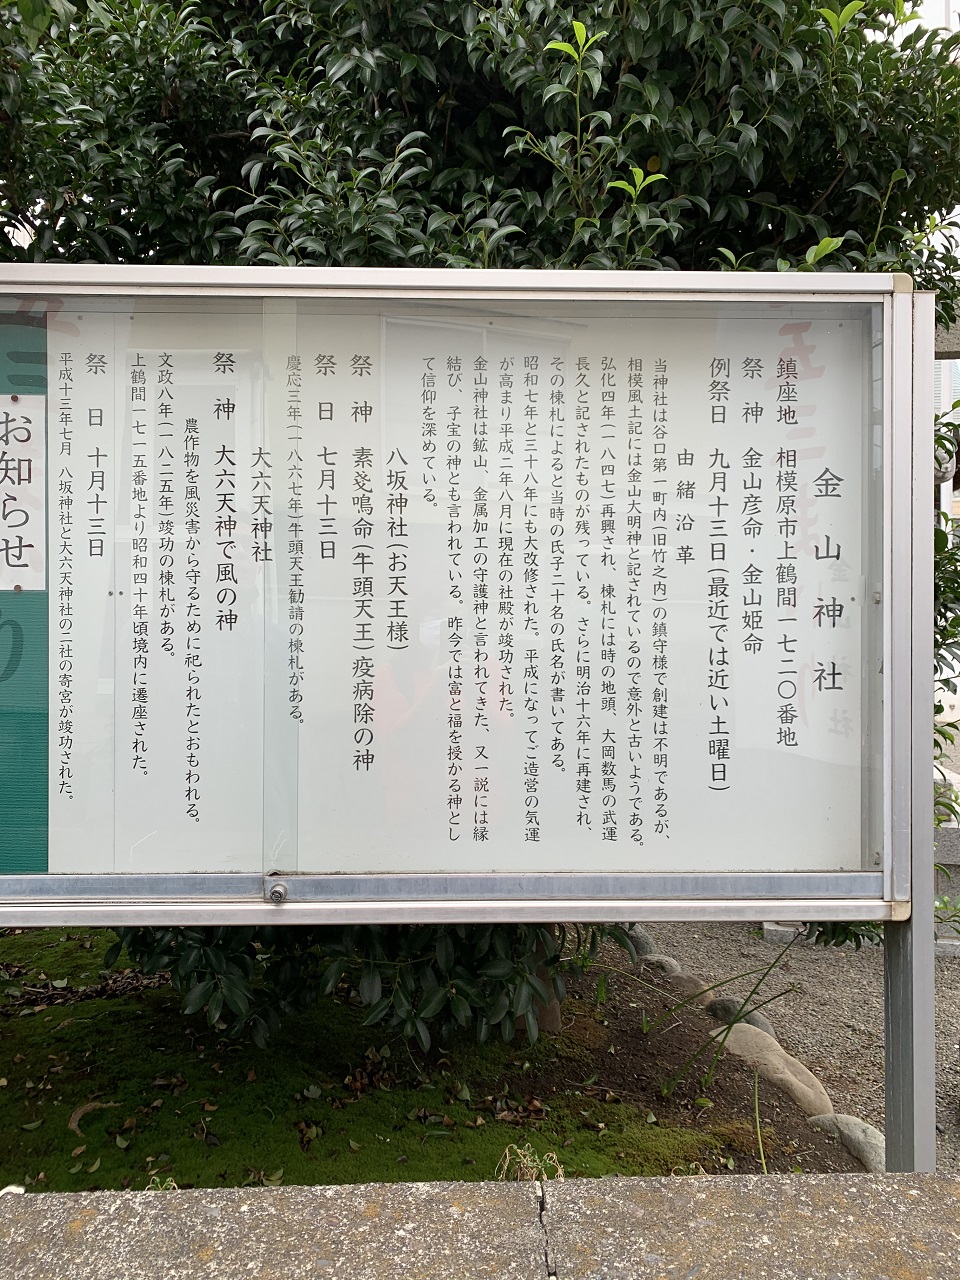 金山神社
鎮座地 相模原市上鶴間一七二〇番地
祭神 金山彦命・金山姫命
例祭日 九月十三日(最近では近い土曜日)
由緒沿革
当神社は谷口第一町内(旧竹之内)の鎮守様で創建は不明であるが、
相模風土記には金山大明神と記されているので意外と古いようである。
弘化四年(一八四七)再興され、棟札には時の地頭、大岡数馬の武運
長久と記されたものが残っている。さらに明治十六年に再建され、
その棟札によると当時の氏子二十名の氏名が書いてある。
昭和七年と三十八年にも大改修された。平成になってご造営の気運
が高まり平成二年八月に現在の社殿が竣功された。
金山神社は鉱山、金属加工の守護神と言われてきた、又一説には縁
結び、子宝の神とも言われている。昨今では富と福を授かる神とし
て信仰を深めている。
八坂神社(お天王様)
祭神 素戔鳴命(牛頭天王)疫病除の神
祭日 七月十三日
慶応三年(一八六七年)牛頭天王勧請の棟札がある。
大六天神社
祭神 大六天神で風の神
農作物を風災害から守るために祀られたとおもわれる。
文政八年(一八二五年)竣功の棟札がある。
上鶴間一七一五番地より昭和四十年頃境内に遷座された。
祭日 十月十三日
平成十三年七月 八坂神社と大六天神社の二社の寄宮が竣功された。
・お知らせ・